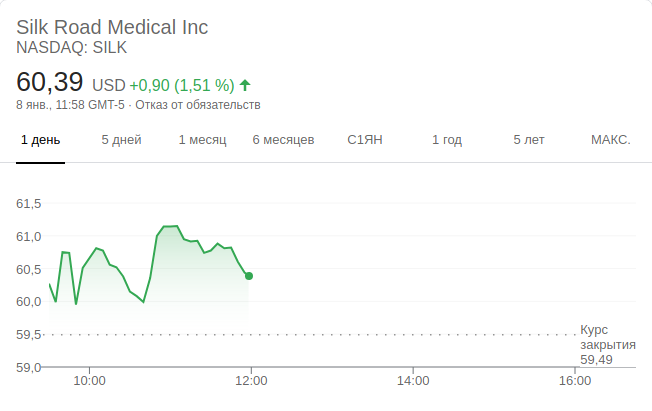 Silk Road Medical Inc
NASDAQ: SILK
60,39 USD +0,90 (1,51 %)
8 янв., 11:58 GMT-5 · Отказ от обязательств
1 день 5 дней 1 месяц 6 месяцев С1ЯН 1 год 5 лет МАКС.
61,5
61,0
60,5
60,0
59,5
Курс
закрытия
59,49
59,0
10:00 12:00 14:00 16:00